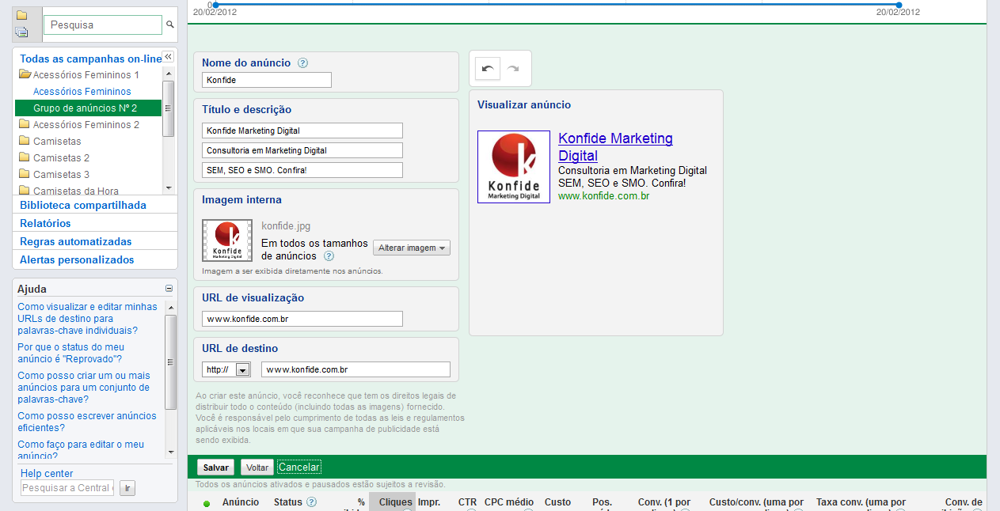 0
20/02/2012
20/02/2012
Pesquisa
Todas as campanhas on-line
«
Acessórios Femininos 1
Acessórios Femininos
Grupo de anúncios Nº 2
Acessórios Femininos 2
Camisetas
Camisetas 2
Camisetas 3
Camisetas da Hora
Biblioteca compartilhada
Relatórios
Regras automatizadas
Alertas personalizados
Ajuda
Como visualizar e editar minhas
URLs de destino para
palavras-chave individuais?
Por que o status do meu
anúncio é "Reprovado"?
Como posso criar um ou mais
anúncios para um conjunto de
palavras-chave?
Como posso escrever anúncios
eficientes?
Como faço para editar o meu
anúncio?
Help center
Pesquisar a Central
Ir
Nome do anúncio ?
Konfide
Título e descrição
Konfide Marketing Digital
Consultoria em Marketing Digital
SEM, SEO e SMO. Confira!
Imagem interna
k
Konfide
Marketing Digital
konfide.jpg
Em todos os tamanhos
de anúncios ?
Alterar imagem
Imagem a ser exibida diretamente nos anúncios.
URL de visualização
www.konfide.com.br
URL de destino
http://
www.konfide.com.br
Ao criar este anúncio, você reconhece que tem os direitos legais de
distribuir todo o conteúdo (incluindo todas as imagens) fornecido.
Você é responsável pelo cumprimento de todas as leis e regulamentos
aplicáveis nos locais em que sua campanha de publicidade está
sendo exibida.
Visualizar anúncio
k
Konfide
Marketing Digital
Konfide Marketing
Digital
Consultoria em Marketing Digital
SEM, SEO e SMO. Confira!
www.konfide.com.br
Salvar Voltar Cancelar
Todos os anúncios ativados e pausados estão sujeitos a revisão.
Anúncio Status ? % Cliques Impr. CTR CPC médio Custo Pos. Conv. (1 por Custo/conv. (uma por Taxa conv. (uma por Conv. de